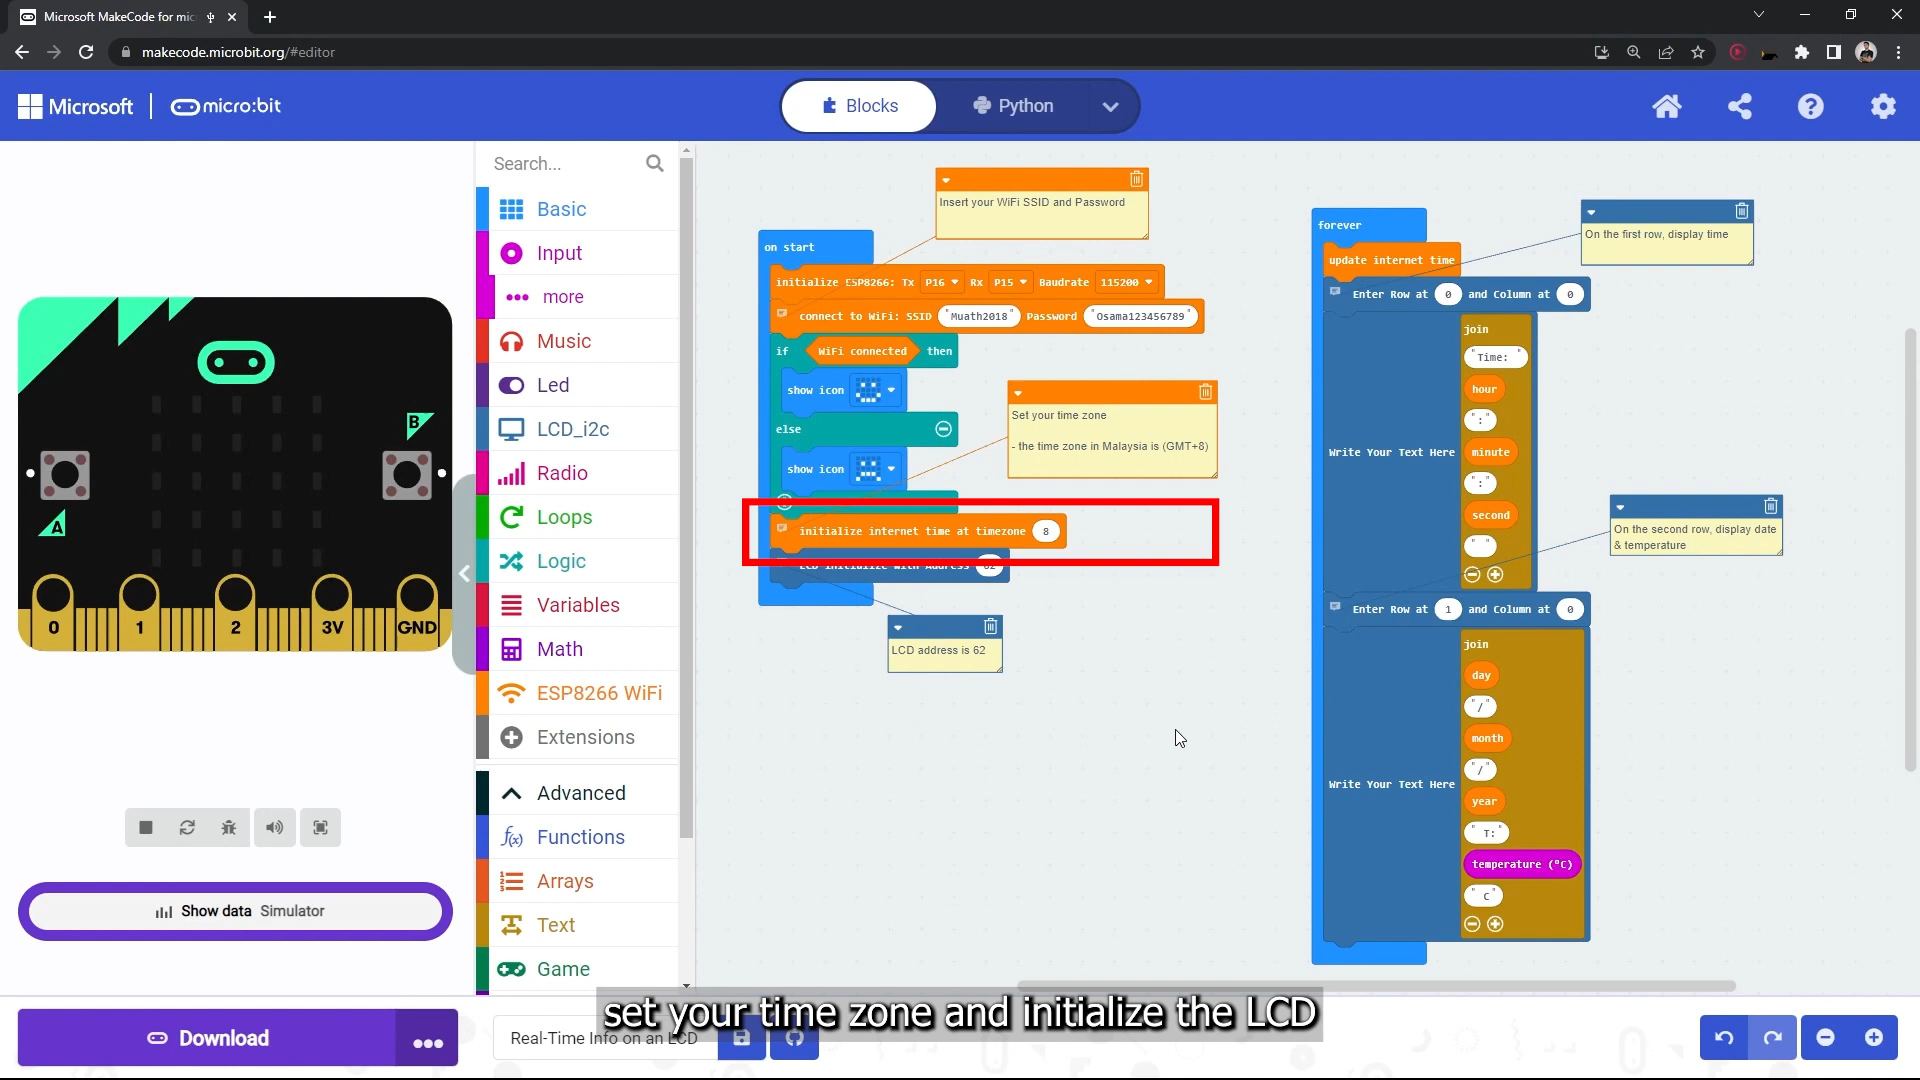 Microsoft MakeCode for mic
makecode.microbit.org/#editor
Microsoft
micro:bit
Blocks
Python
Search...
Basic
Input
more
Music
Led
LCD_i2c
Radio
Loops
Logic
Variables
Math
ESP8266 WiFi
Extensions
Advanced
Functions
Arrays
Text
Game
B
A
0
1
2
3V
GND
Show data Simulator
Download
Real-Time Info on an LCD
Insert your WiFi SSID and Password
on start
initialize ESP8266: Tx P16 Rx P15 Baudrate 115200
connect to WiFi: SSID "Muath2018" Password "Osama123456789"
if WiFi connected then
show icon
else
show icon
Set your time zone
- the time zone in Malaysia is (GMT+8)
initialize internet time at timezone 8
LCD initialize with Address 62
LCD address is 62
forever
update internet time
Enter Row at 0 and Column at 0
Write Your Text Here
join
"Time: "
hour
":"
minute
":"
second
" "
Enter Row at 1 and Column at 0
Write Your Text Here
join
day
"/"
month
"/"
year
" T:"
temperature (°C)
" C"
On the first row, display time
On the second row, display date
& temperature
set your time zone and initialize the LCD